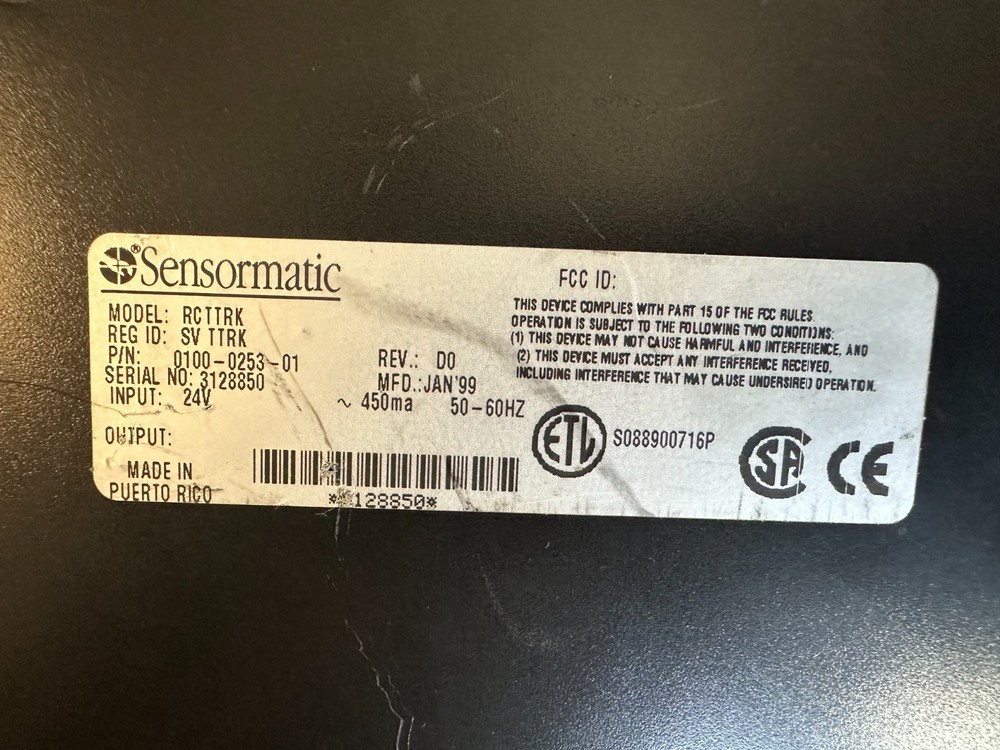 Sensormatic®
MODEL: RCTTRK
REG ID: SV TTRK
P/N: 0100-0253-01 REV.: D0
SERIAL NO: 3128850 MFD.:JAN'99
INPUT: 24V ~ 450ma 50-60HZ
OUTPUT:
MADE IN
PUERTO RICO
*3128850*
FCC ID:
THIS DEVICE COMPLIES WITH PART 15 OF THE FCC RULES.
OPERATION IS SUBJECT TO THE FOLLOWING TWO CONDITIONS:
(1) THIS DEVICE MAY NOT CAUSE HARMFUL AND INTERFERENCE, AND
(2) THIS DEVICE MUST ACCEPT ANY INTERFERENCE RECEIVED,
INCLUDING INTERFERENCE THAT MAY CAUSE UNDERSIRED OPERATION.
ETL S088900716P SA CE